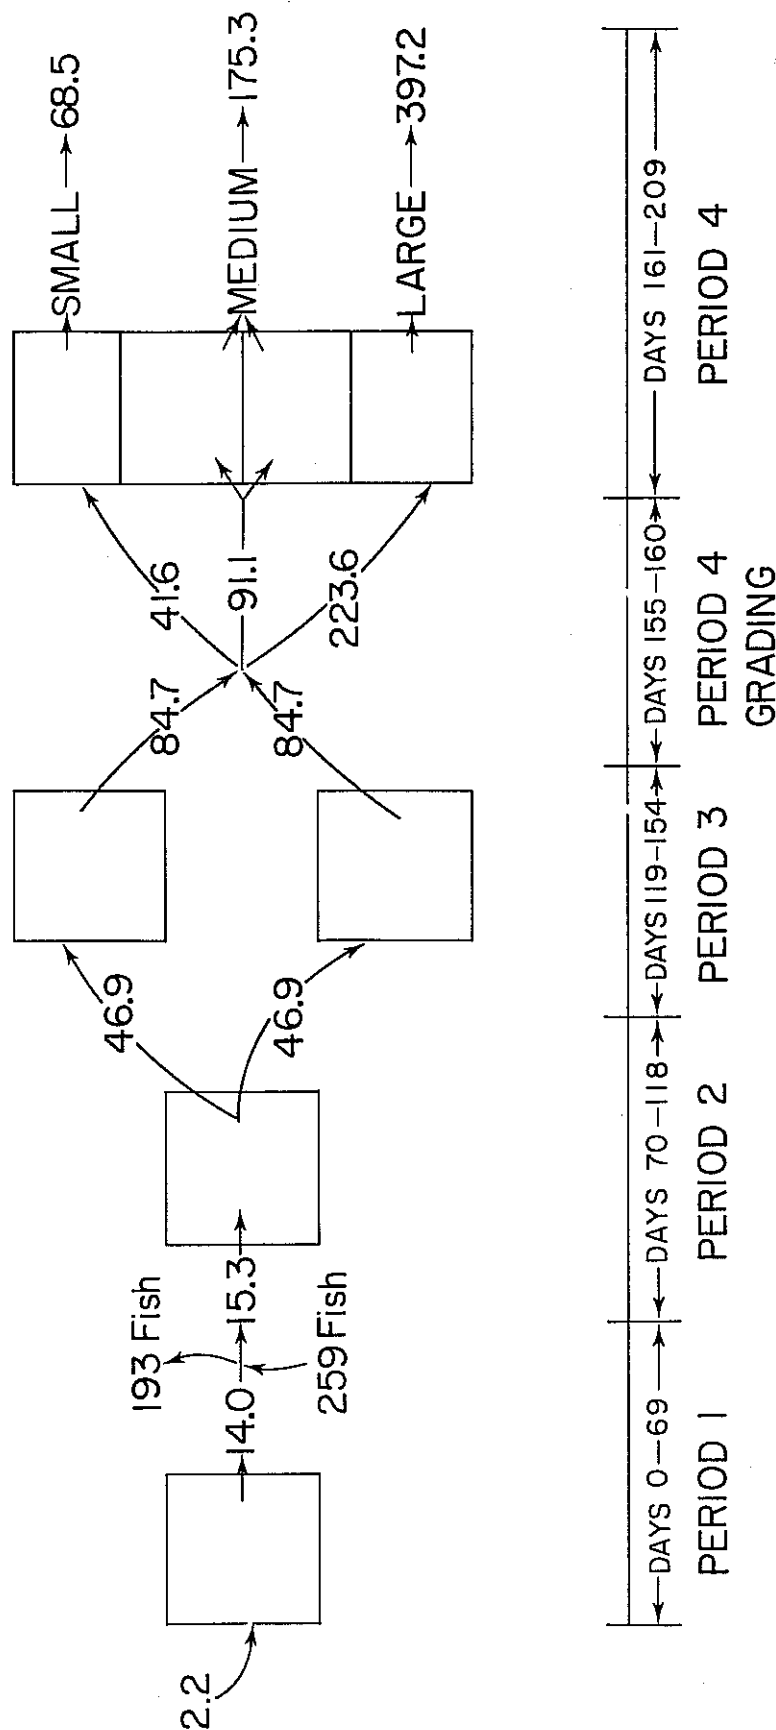 2.2
14.0
193 Fish
259 Fish
15.3
46.9
46.9
84.7
84.7
41.6
91.1
223.6
SMALL → 68.5
MEDIUM → 175.3
LARGE → 397.2
DAYS 0–69
DAYS 70–118
DAYS 119–154
DAYS 155–160
DAYS 161–209
PERIOD 1
PERIOD 2
PERIOD 3
PERIOD 4
GRADING
PERIOD 4